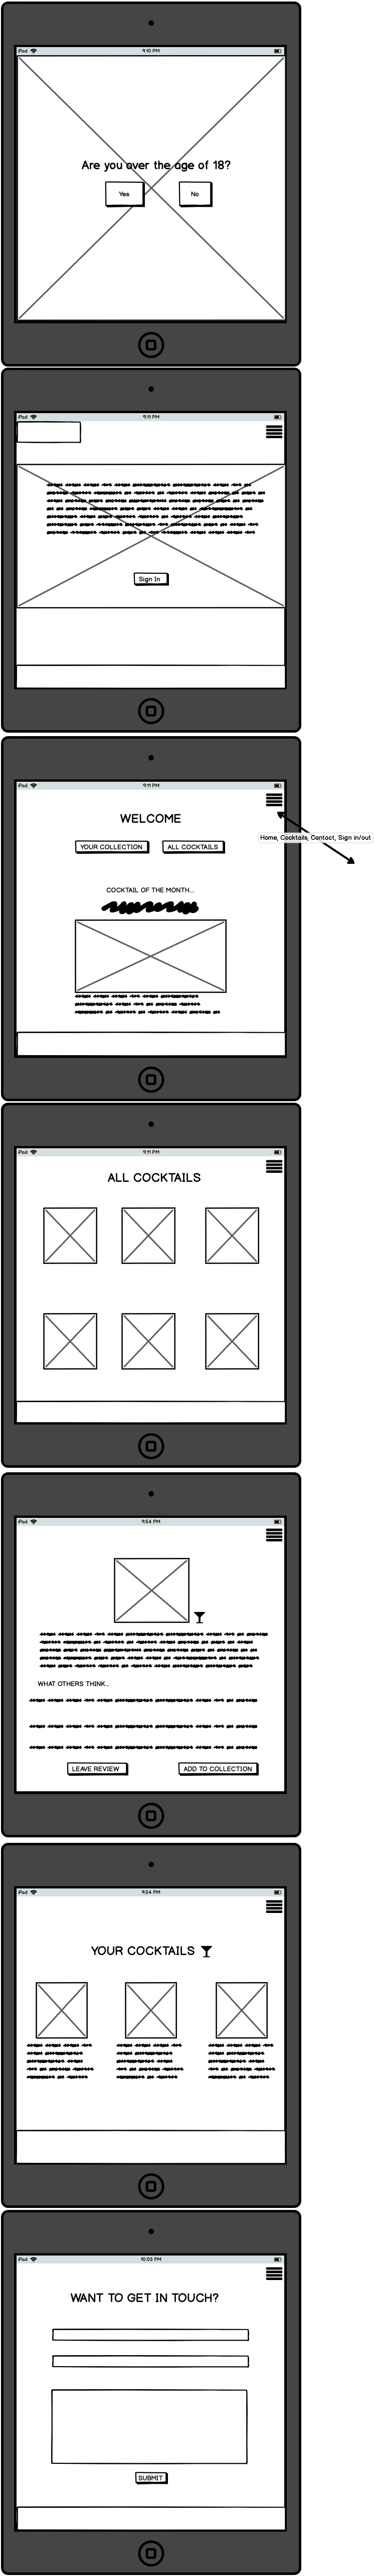 iPod 9:10 PM
Are you over the age of 18?
Yes No
iPod 9:11 PM
Sign In
iPod 9:11 PM
Home, Cocktails, Contact, Sign in/out
WELCOME
YOUR COLLECTION ALL COCKTAILS
COCKTAIL OF THE MONTH...
iPod 9:11 PM
ALL COCKTAILS
iPod 9:54 PM
WHAT OTHERS THINK...
LEAVE REVIEW ADD TO COLLECTION
iPod 9:54 PM
YOUR COCKTAILS
iPod 10:03 PM
WANT TO GET IN TOUCH?
SUBMIT